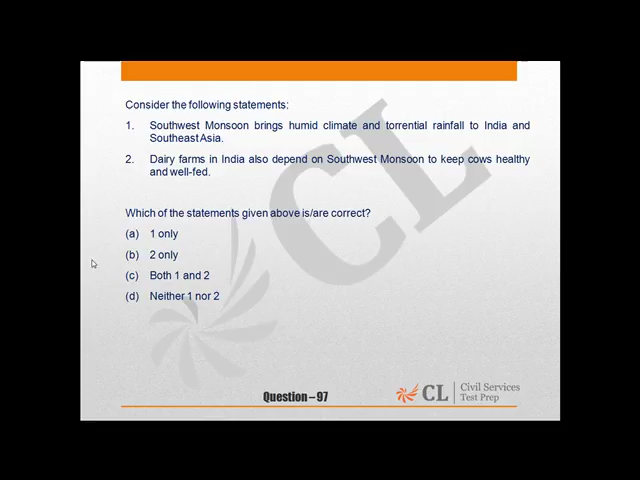 Consider the following statements:
1. Southwest Monsoon brings humid climate and torrential rainfall to India and
Southeast Asia.
2. Dairy farms in India also depend on Southwest Monsoon to keep cows healthy
and well-fed.
Which of the statements given above is/are correct?
(a) 1 only
(b) 2 only
(c) Both 1 and 2
(d) Neither 1 nor 2
CL
Question – 97
CL Civil Services
Test Prep